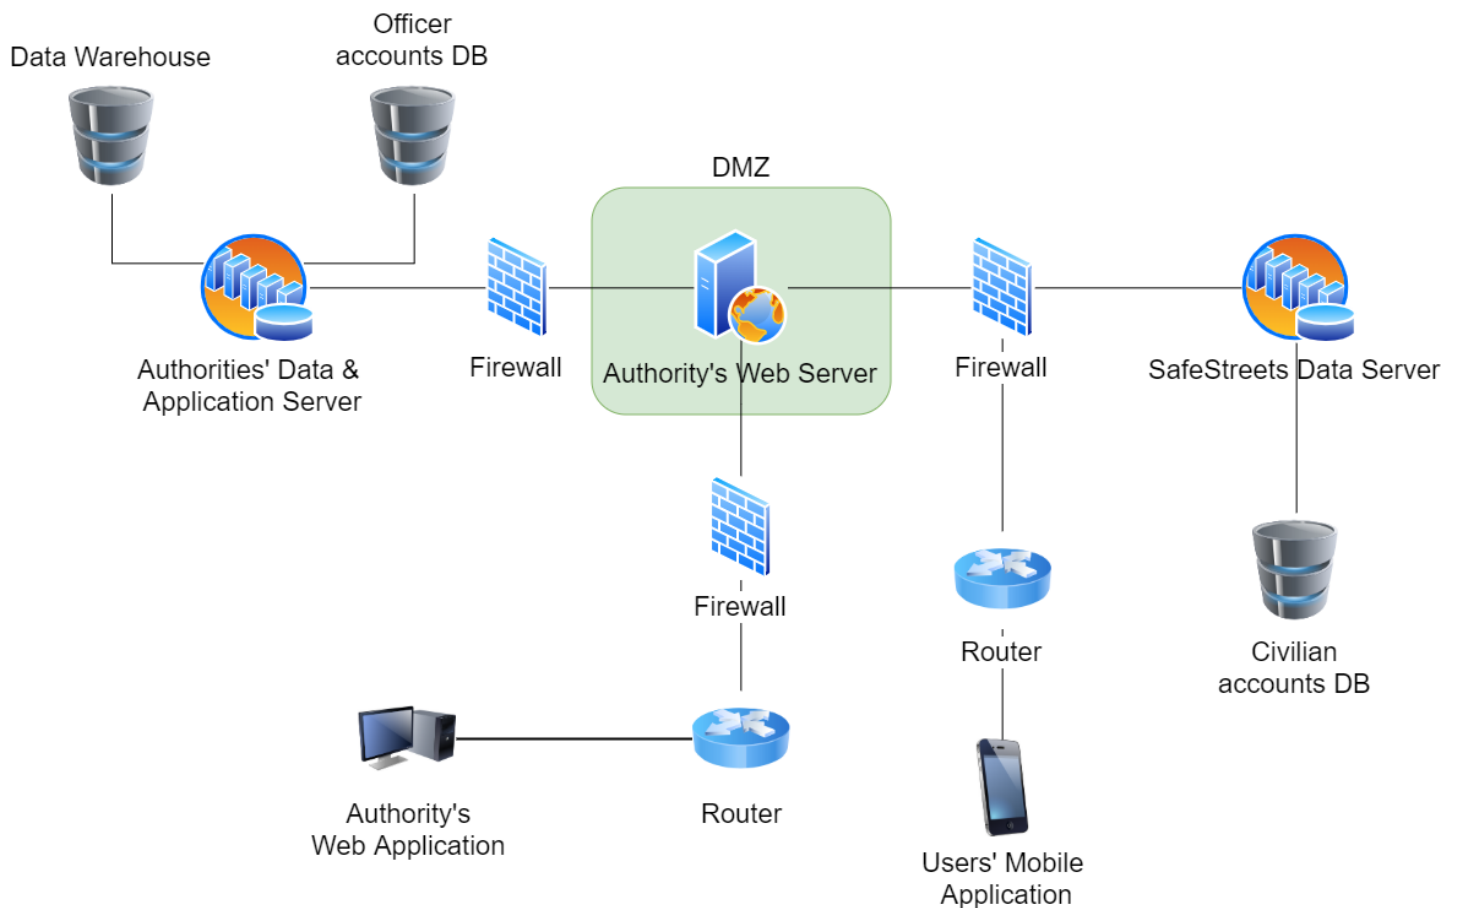 Officer
accounts DB
Data Warehouse
DMZ
Authorities' Data &
Application Server
Firewall
Authority's Web Server
Firewall
SafeStreets Data Server
Firewall
Router
Civilian
accounts DB
Authority's
Web Application
Router
Users' Mobile
Application